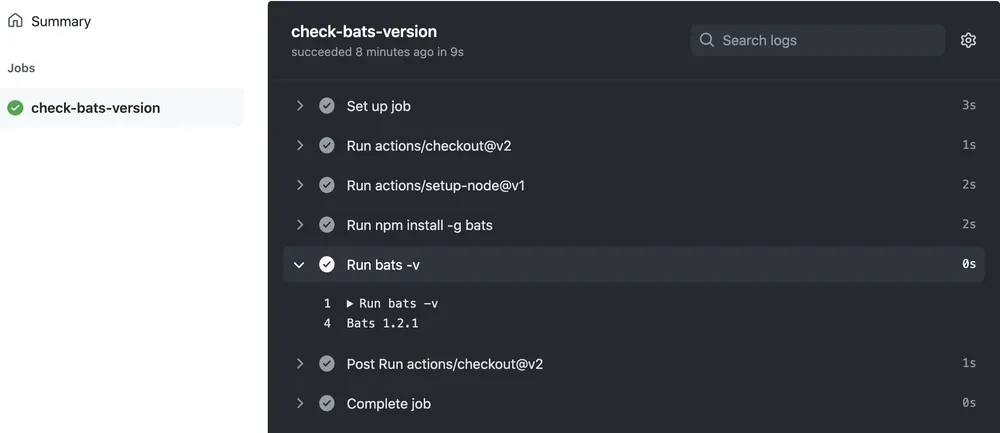 Summary
Jobs
check-bats-version
check-bats-version
succeeded 8 minutes ago in 9s
Search logs
Set up job 3s
Run actions/checkout@v2 1s
Run actions/setup-node@v1 2s
Run npm install -g bats 2s
Run bats -v 0s
1 Run bats -v
4 Bats 1.2.1
Post Run actions/checkout@v2 1s
Complete job 0s